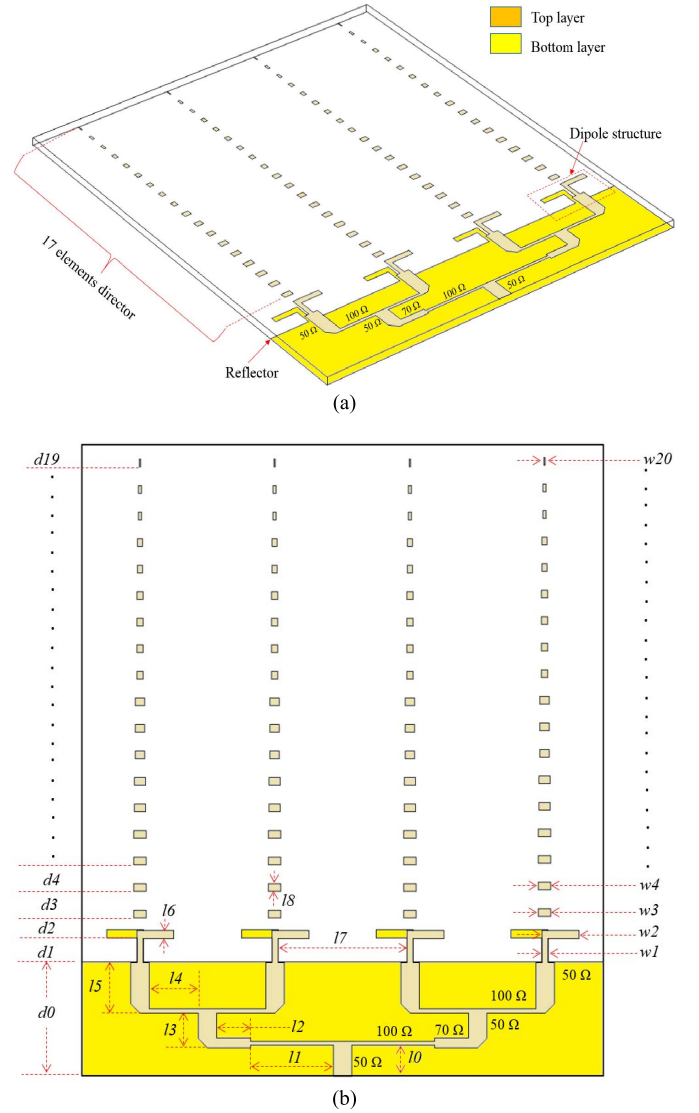 Top layer
Bottom layer
Dipole structure
17 elements director
50 Ω
100 Ω
50 Ω
70 Ω
100 Ω
50 Ω
Reflector
(a)
d19
w20
d4
w4
l8
d3
w3
l6
d2
w2
l7
d1
w1
50 Ω
l5
l4
100 Ω
d0
l3
l2
50 Ω
100 Ω
70 Ω
l1
50 Ω
l0
(b)